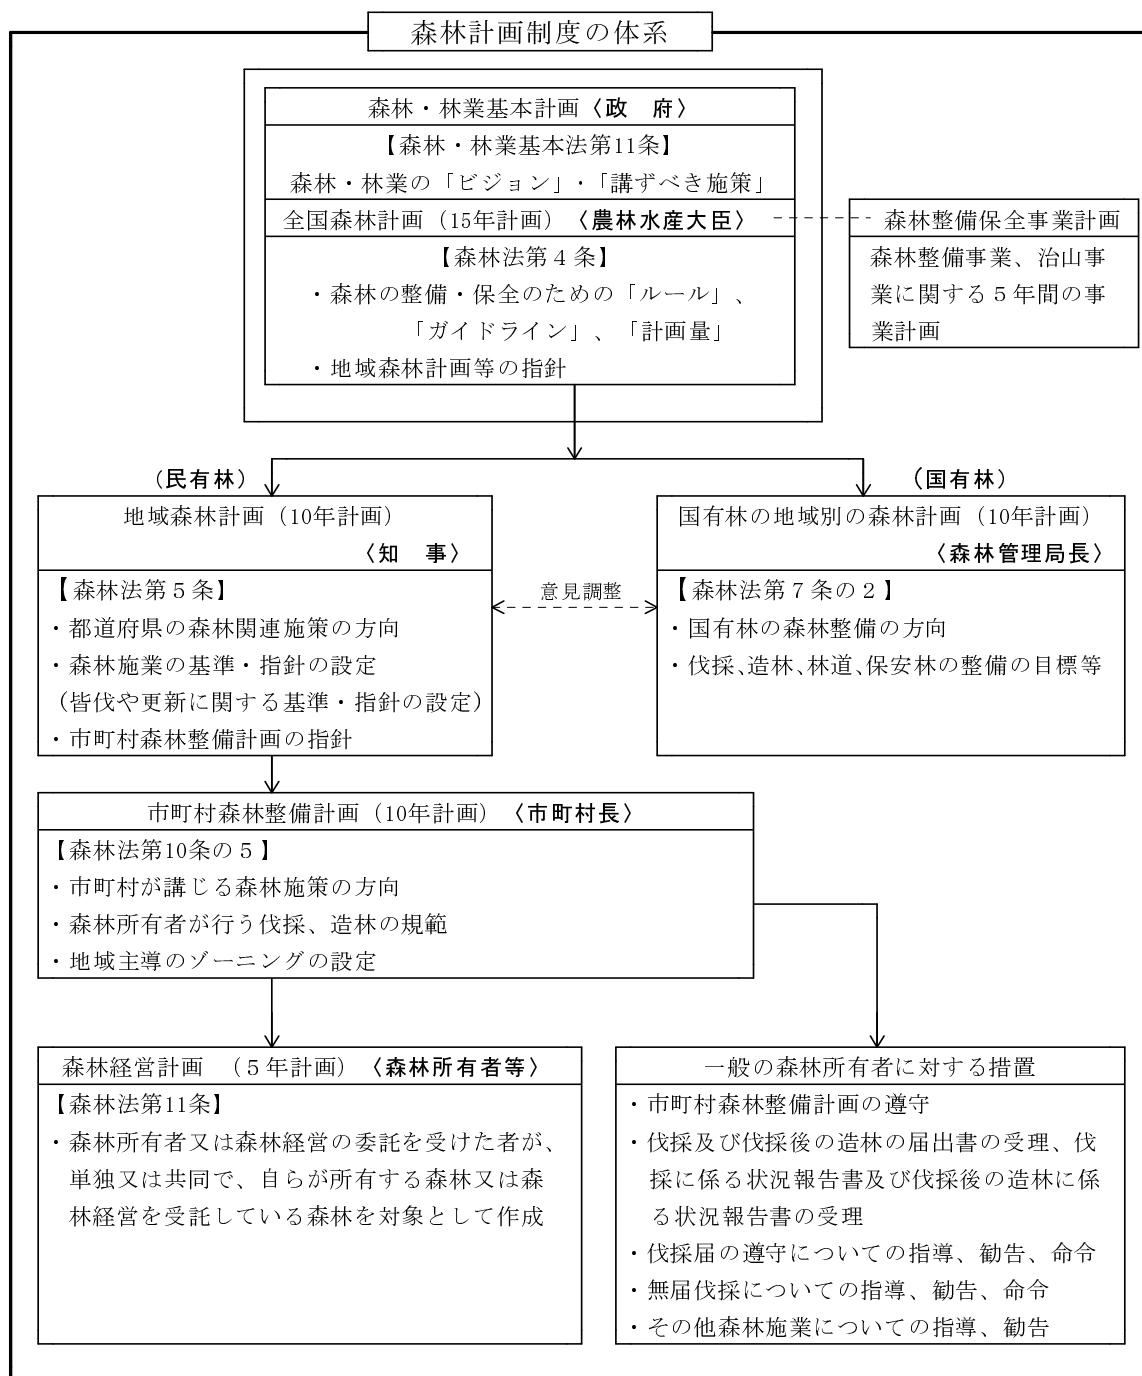 森林計画制度の体系
森林・林業基本計画〈政　府〉
【森林・林業基本法第11条】
森林・林業の「ビジョン」・「講ずべき施策」
全国森林計画（15年計画）〈農林水産大臣〉
【森林法第４条】
・森林の整備・保全のための「ルール」、
「ガイドライン」、「計画量」
・地域森林計画等の指針
森林整備保全事業計画
森林整備事業、治山事
業に関する５年間の事
業計画
（民有林）
地域森林計画（10年計画）
〈知　事〉
【森林法第５条】
・都道府県の森林関連施策の方向
・森林施業の基準・指針の設定
（皆伐や更新に関する基準・指針の設定）
・市町村森林整備計画の指針
意見調整
（国有林）
国有林の地域別の森林計画（10年計画）
〈森林管理局長〉
【森林法第７条の２】
・国有林の森林整備の方向
・伐採、造林、林道、保安林の整備の目標等
市町村森林整備計画（10年計画）〈市町村長〉
【森林法第10条の５】
・市町村が講じる森林施策の方向
・森林所有者が行う伐採、造林の規範
・地域主導のゾーニングの設定
森林経営計画　（５年計画）〈森林所有者等〉
【森林法第11条】
・森林所有者又は森林経営の委託を受けた者が、
単独又は共同で、自らが所有する森林又は森
林経営を受託している森林を対象として作成
一般の森林所有者に対する措置
・市町村森林整備計画の遵守
・伐採及び伐採後の造林の届出書の受理、伐
採に係る状況報告書及び伐採後の造林に係
る状況報告書の受理
・伐採届の遵守についての指導、勧告、命令
・無届伐採についての指導、勧告、命令
・その他森林施業についての指導、勧告